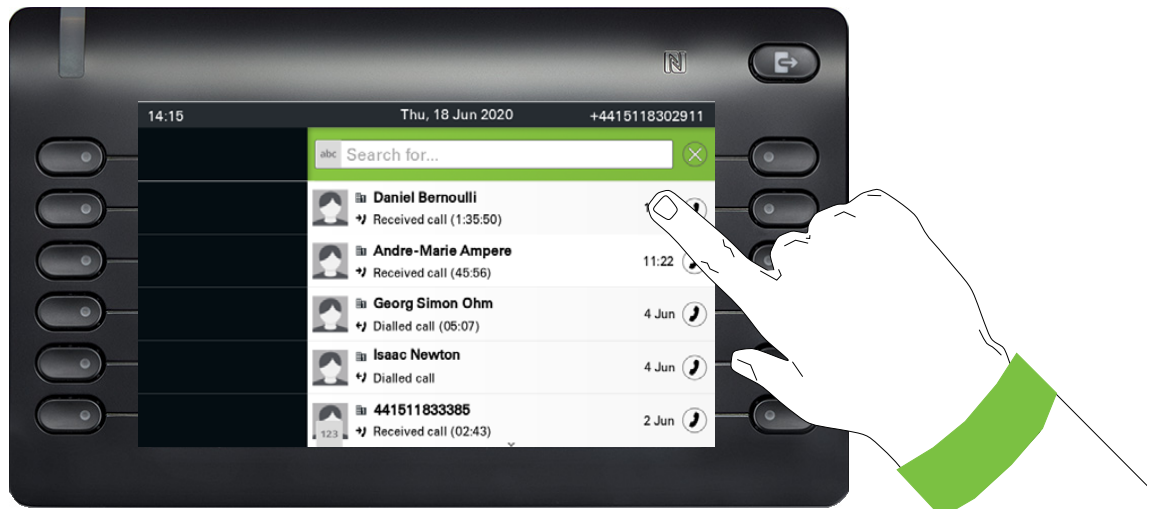 14:15
Thu, 18 Jun 2020
+4415118302911
abc
Search for...
Daniel Bernoulli
Received call (1:35:50)
Andre-Marie Ampere
Received call (45:56)
11:22
Georg Simon Ohm
Dialled call (05:07)
4 Jun
Isaac Newton
Dialled call
4 Jun
441511833385
Received call (02:43)
2 Jun
123